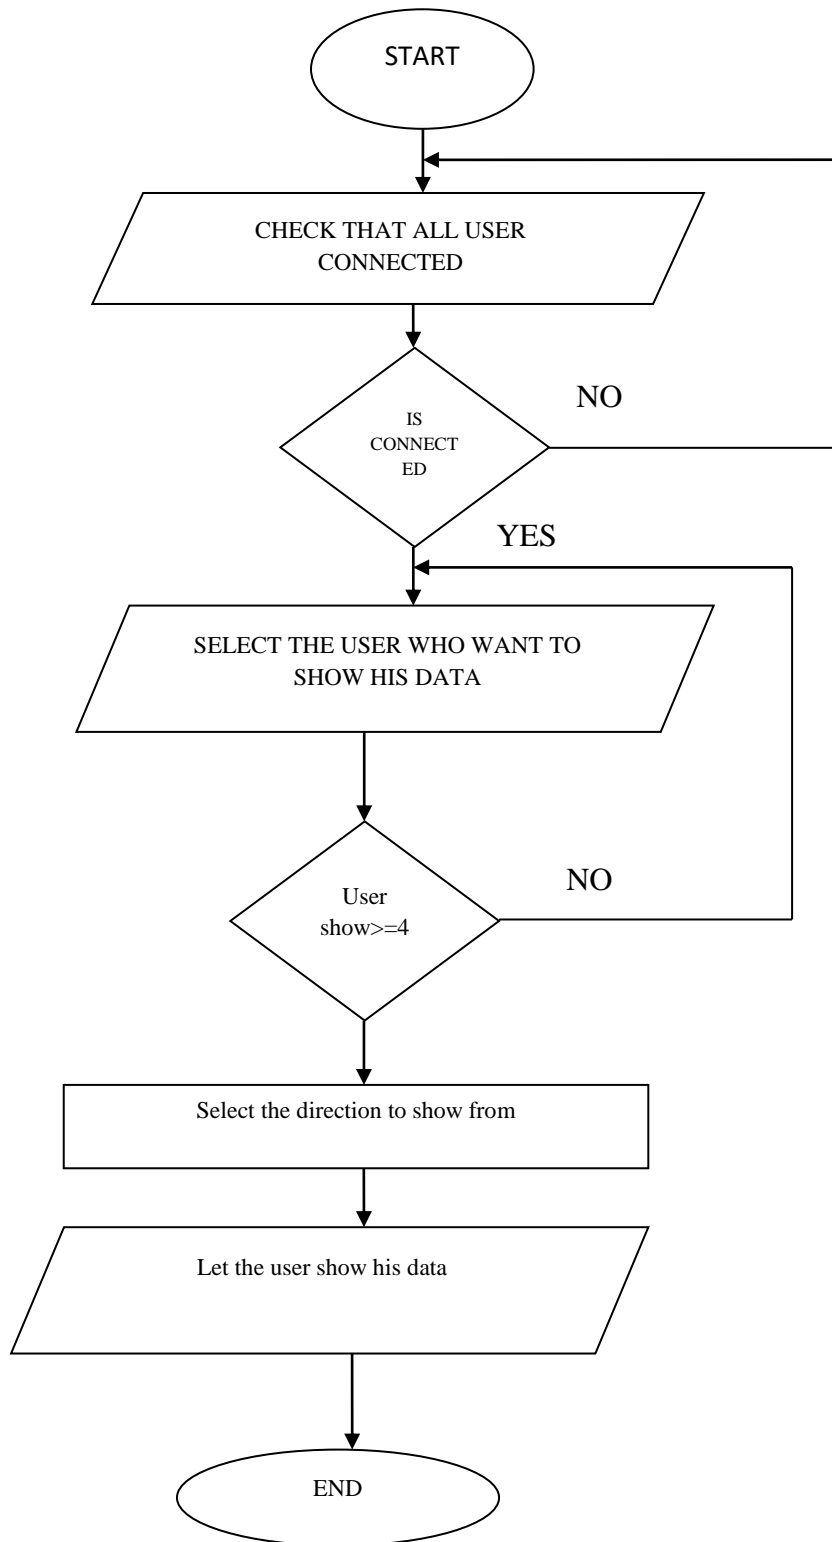 START
CHECK THAT ALL USER
CONNECTED
NO
IS
CONNECT
ED
YES
SELECT THE USER WHO WANT TO
SHOW HIS DATA
NO
User
show>=4
Select the direction to show from
Let the user show his data
END